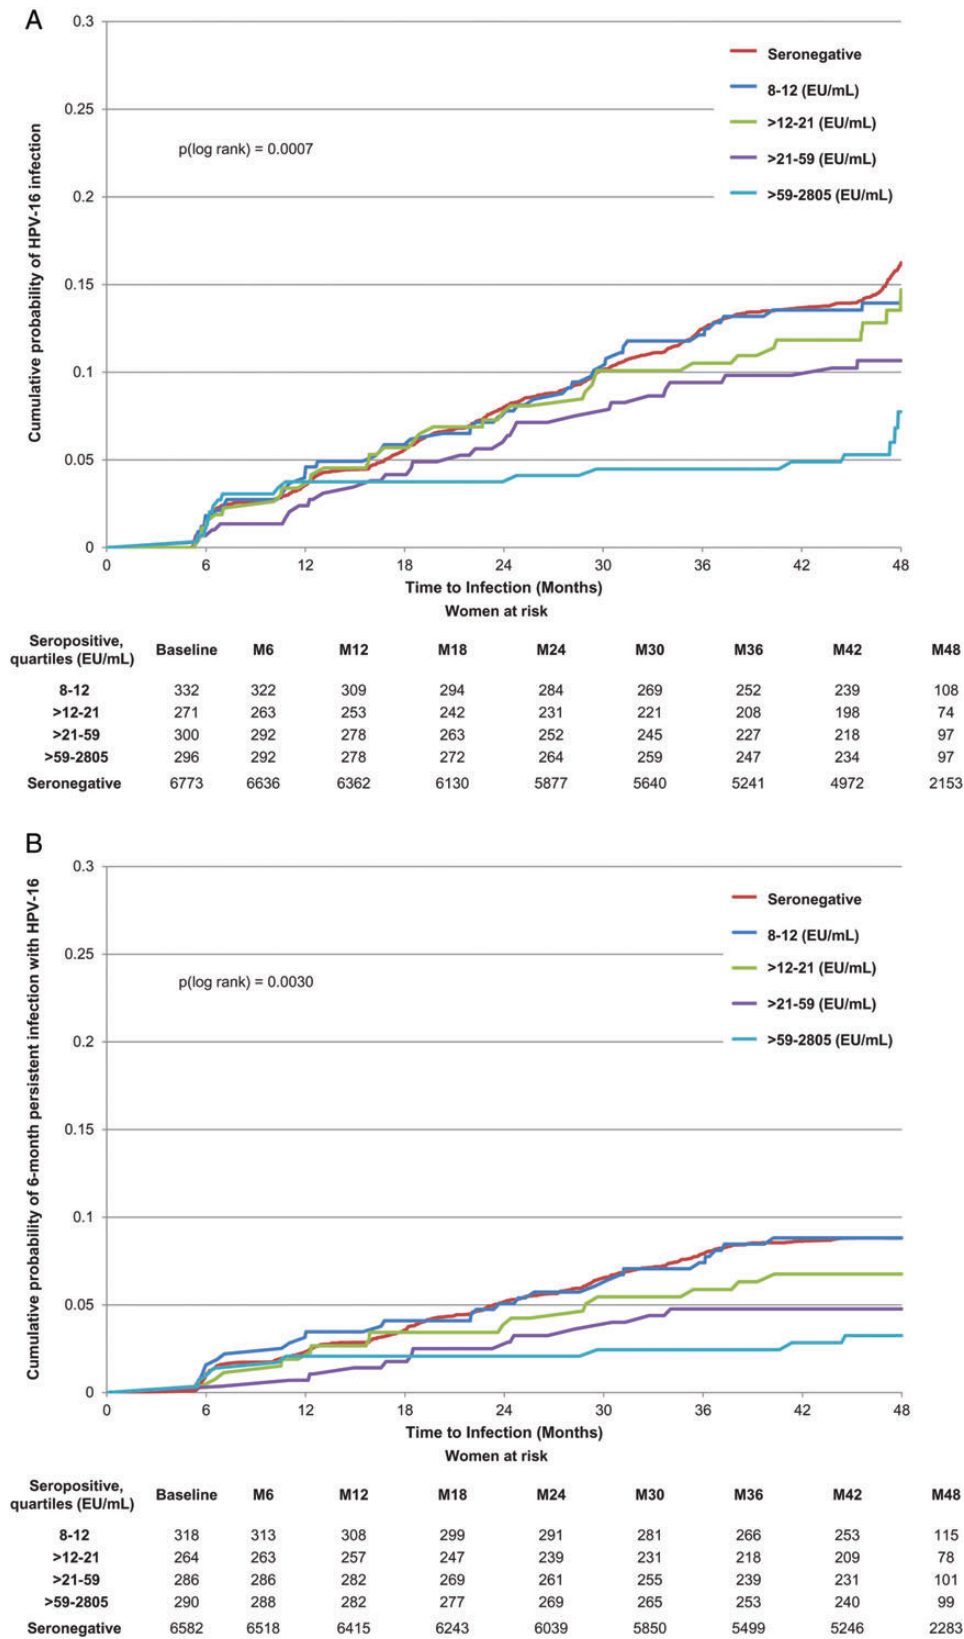 A
Cumulative probability of HPV-16 infection
0.3
0.25
0.2
0.15
0.1
0.05
0
p(log rank) = 0.0007
Seronegative
8-12 (EU/mL)
>12-21 (EU/mL)
>21-59 (EU/mL)
>59-2805 (EU/mL)
0 6 12 18 24 30 36 42 48
Time to Infection (Months)
Women at risk
Seropositive,
quartiles (EU/mL) Baseline M6 M12 M18 M24 M30 M36 M42 M48
8-12 332 322 309 294 284 269 252 239 108
>12-21 271 263 253 242 231 221 208 198 74
>21-59 300 292 278 263 252 245 227 218 97
>59-2805 296 292 278 272 264 259 247 234 97
Seronegative 6773 6636 6362 6130 5877 5640 5241 4972 2153
B
Cumulative probability of 6-month persistent infection with HPV-16
0.3
0.25
0.2
0.15
0.1
0.05
0
p(log rank) = 0.0030
Seronegative
8-12 (EU/mL)
>12-21 (EU/mL)
>21-59 (EU/mL)
>59-2805 (EU/mL)
0 6 12 18 24 30 36 42 48
Time to Infection (Months)
Women at risk
Seropositive,
quartiles (EU/mL) Baseline M6 M12 M18 M24 M30 M36 M42 M48
8-12 318 313 308 299 291 281 266 253 115
>12-21 264 263 257 247 239 231 218 209 78
>21-59 286 286 282 269 261 255 239 231 101
>59-2805 290 288 282 277 269 265 253 240 99
Seronegative 6582 6518 6415 6243 6039 5850 5499 5246 2283